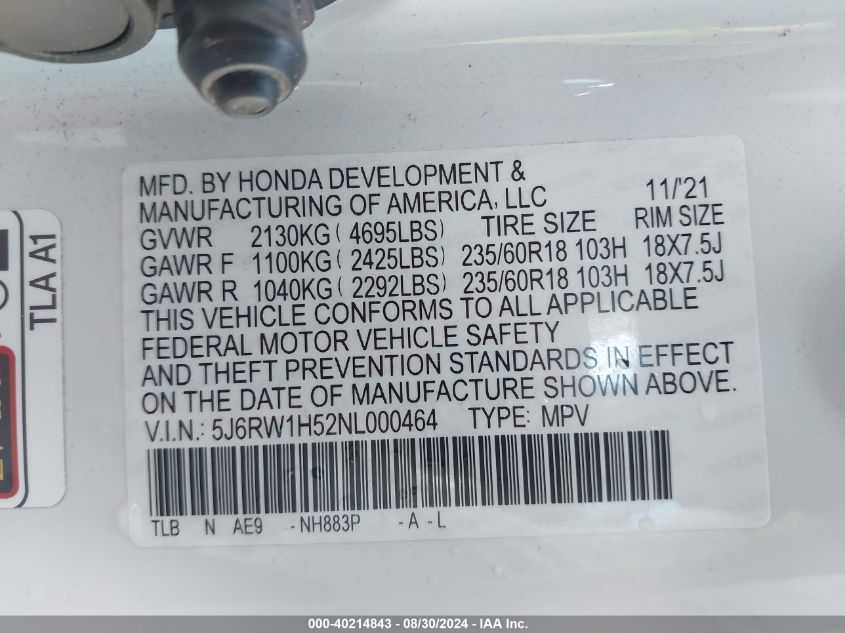 MFD. BY HONDA DEVELOPMENT &
MANUFACTURING OF AMERICA, LLC 11/'21
GVWR 2130KG( 4695LBS) TIRE SIZE RIM SIZE
GAWR F 1100KG( 2425LBS) 235/60R18 103H 18X7.5J
GAWR R 1040KG( 2292LBS) 235/60R18 103H 18X7.5J
THIS VEHICLE CONFORMS TO ALL APPLICABLE
FEDERAL MOTOR VEHICLE SAFETY
AND THEFT PREVENTION STANDARDS IN EFFECT
ON THE DATE OF MANUFACTURE SHOWN ABOVE.
V.I.N.: 5J6RW1H52NL000464 TYPE: MPV
TLB N AE9 -NH883P -A -L
TLA A1
000-40214843 - 08/30/2024 - IAA Inc.